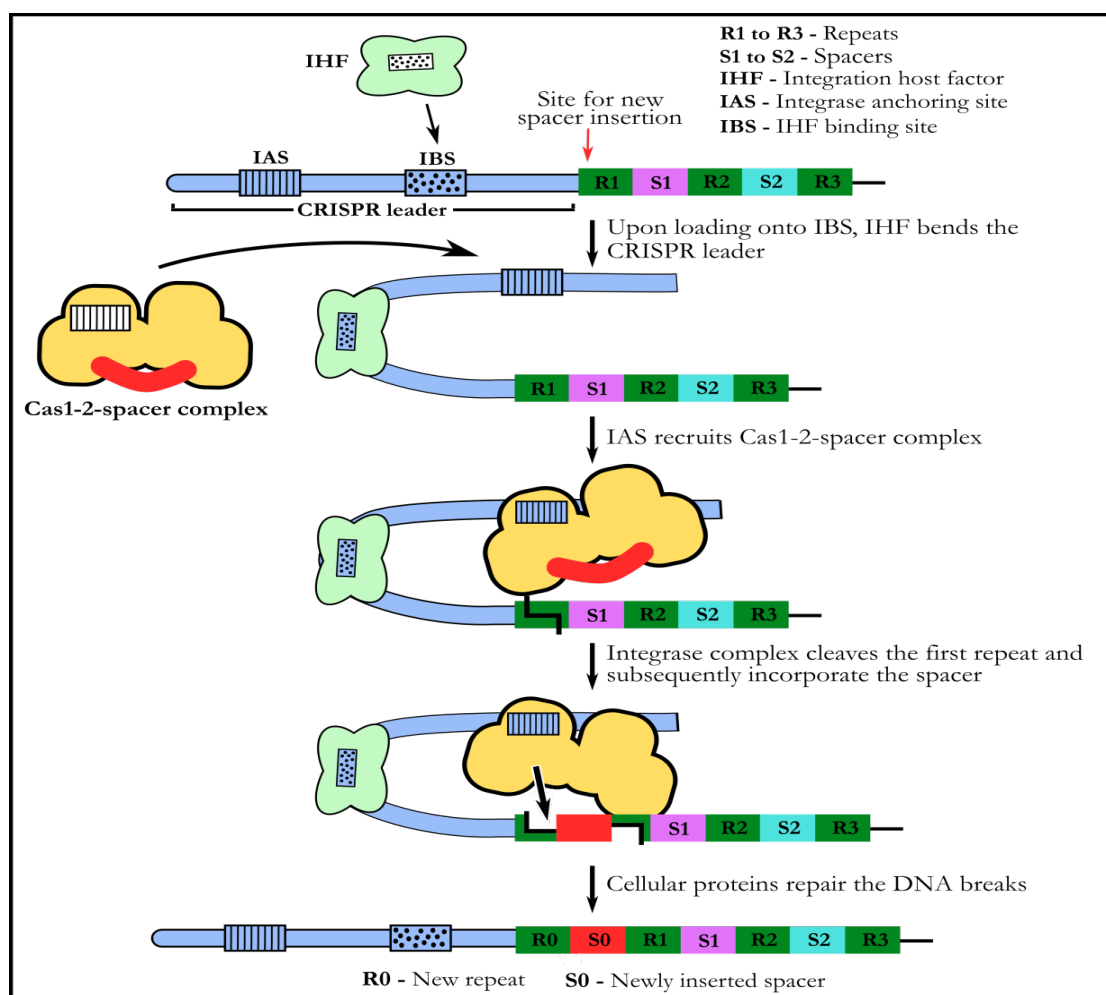 IHF
R1 to R3 - Repeats
S1 to S2 - Spacers
IHF - Integration host factor
IAS - Integrase anchoring site
IBS - IHF binding site
Site for new
spacer insertion
IAS
IBS
R1 S1 R2 S2 R3
CRISPR leader
Upon loading onto IBS, IHF bends the
CRISPR leader
R1 S1 R2 S2 R3
Cas1-2-spacer complex
IAS recruits Cas1-2-spacer complex
S1 R2 S2 R3
Integrase complex cleaves the first repeat and
subsequently incorporate the spacer
S1 R2 S2 R3
Cellular proteins repair the DNA breaks
R0 S0 R1 S1 R2 S2 R3
R0 - New repeat
S0 - Newly inserted spacer